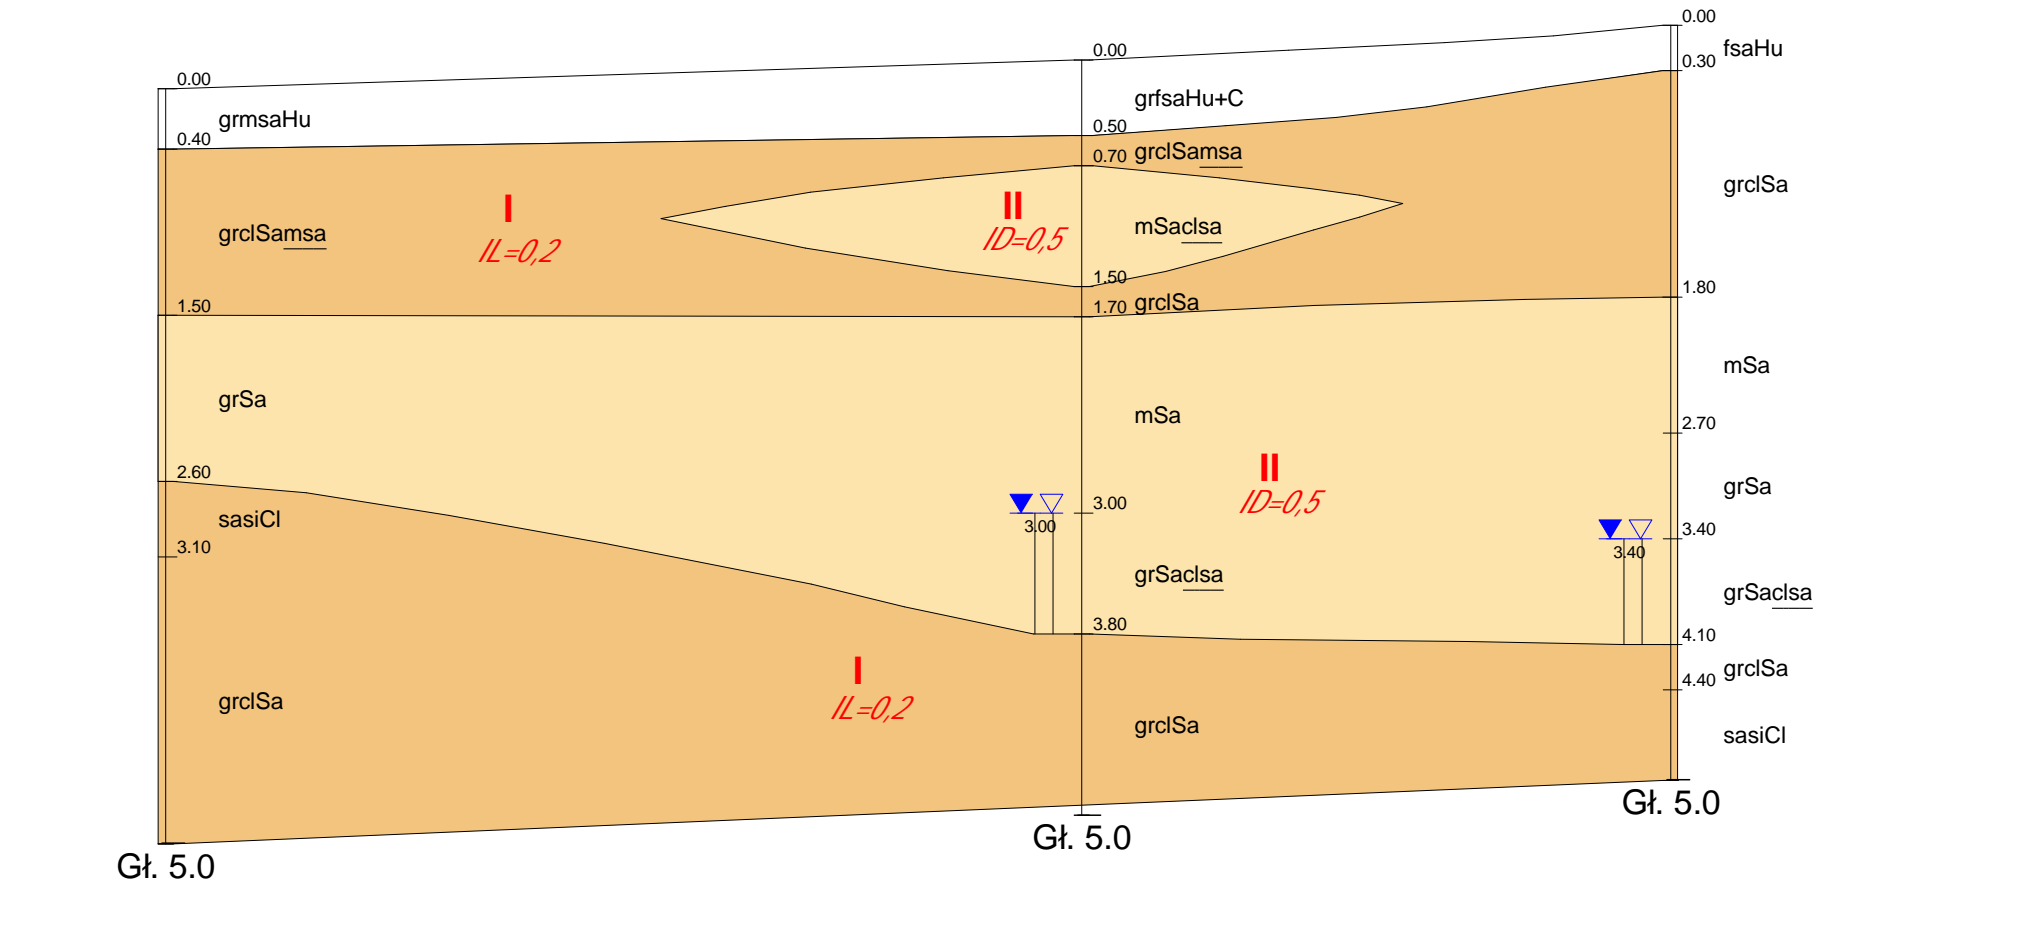 0.00
fsaHu
0.30
0.00
0.00
grfsaHu+C
grmsaHu
0.50
0.40
grclSamsa
0.70
grclSa
I
IL=0,2
II
ID=0,5
mSaclsa
grclSamsa
1.50
1.80
grclSa
1.50
1.70
mSa
grSa
mSa
2.70
2.60
II
ID=0,5
grSa
sasiCl
3.00
3.00
3.40
3.40
3.10
grSaclsa
grSaclsa
3.80
4.10
I
IL=0,2
grclSa
4.40
grclSa
grclSa
sasiCl
Gł. 5.0
Gł. 5.0
Gł. 5.0